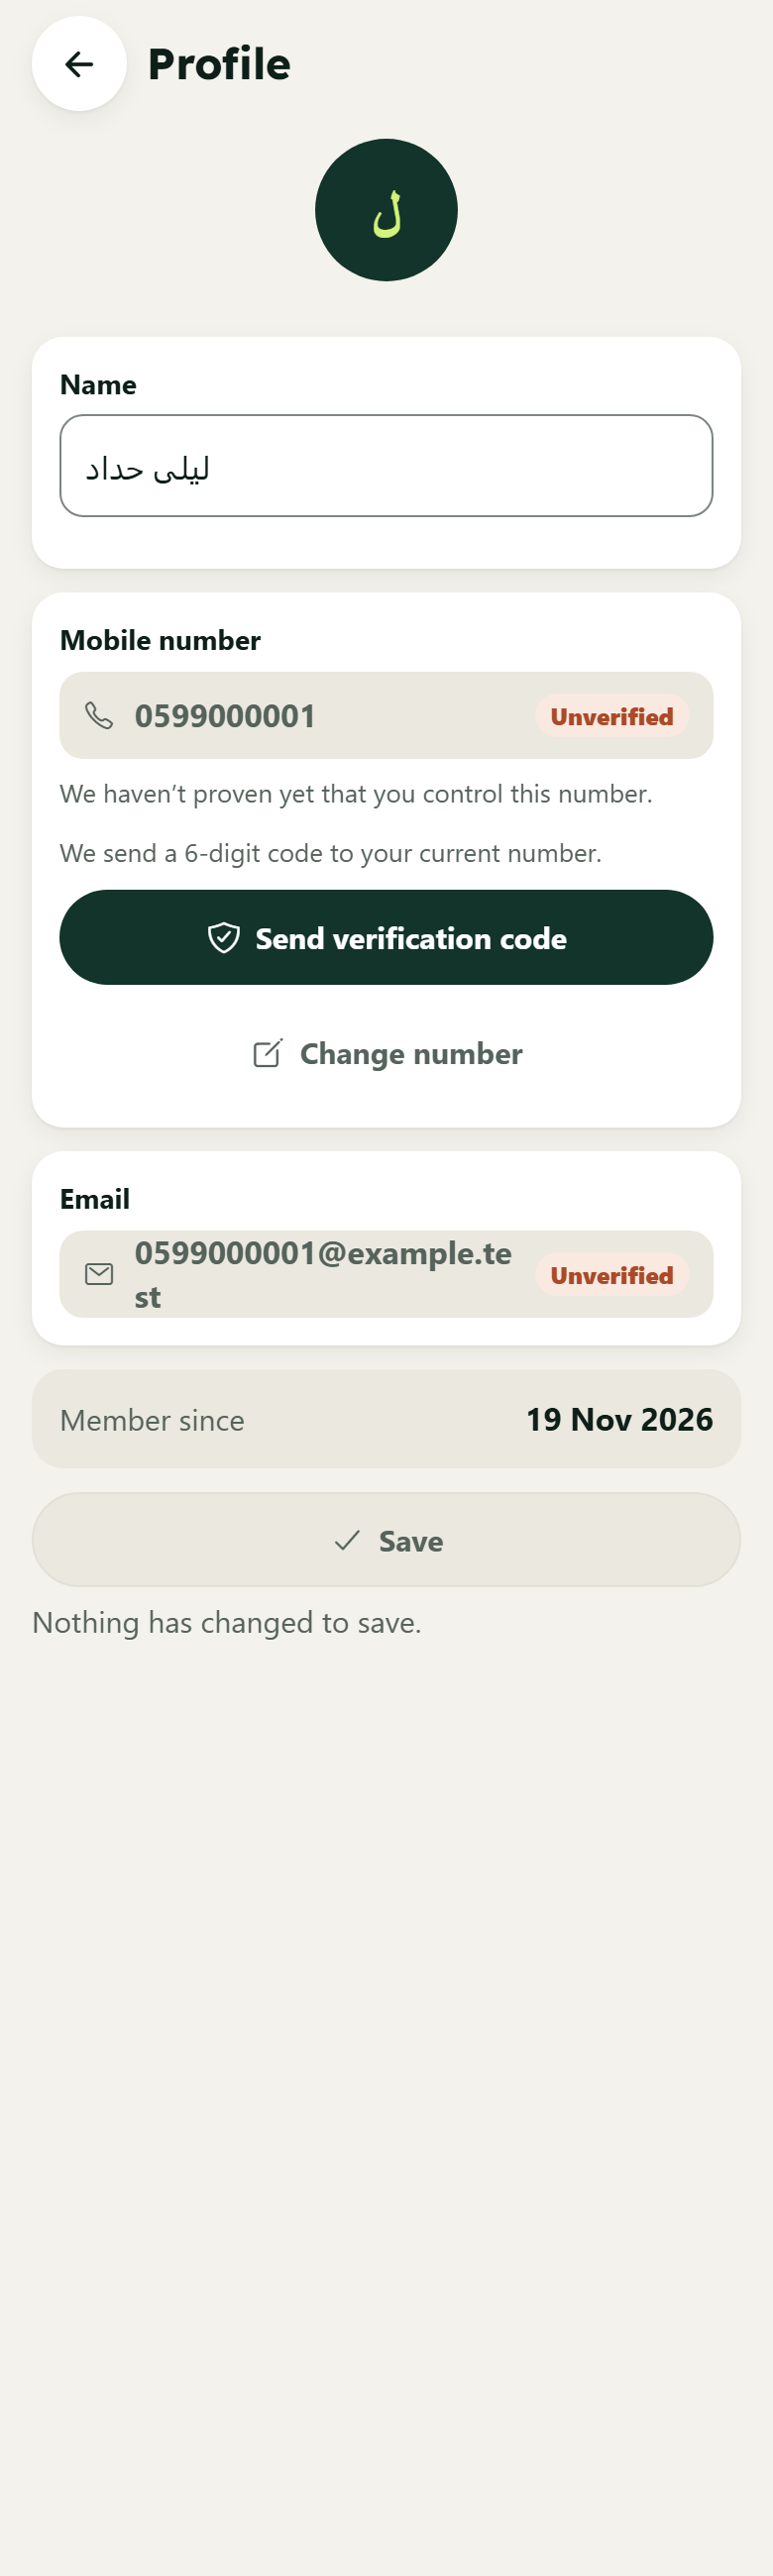 Profile
ل
Name
ليلى حداد
Mobile number
0599000001
Unverified
We haven’t proven yet that you control this number.
We send a 6-digit code to your current number.
Send verification code
Change number
Email
0599000001@example.te
st
Unverified
Member since
19 Nov 2026
Save
Nothing has changed to save.